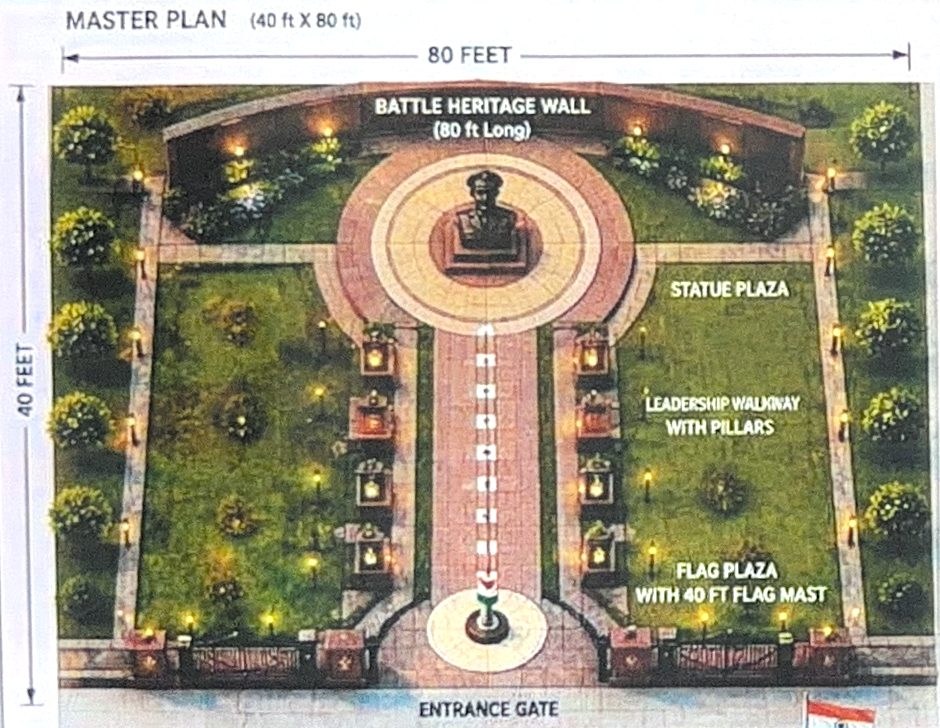 MASTER PLAN (40 ft X 80 ft)
80 FEET
BATTLE HERITAGE WALL
(80 ft Long)
40 FEET
STATUE PLAZA
LEADERSHIP WALKWAY
WITH PILLARS
FLAG PLAZA
WITH 40 FT FLAG MAST
ENTRANCE GATE